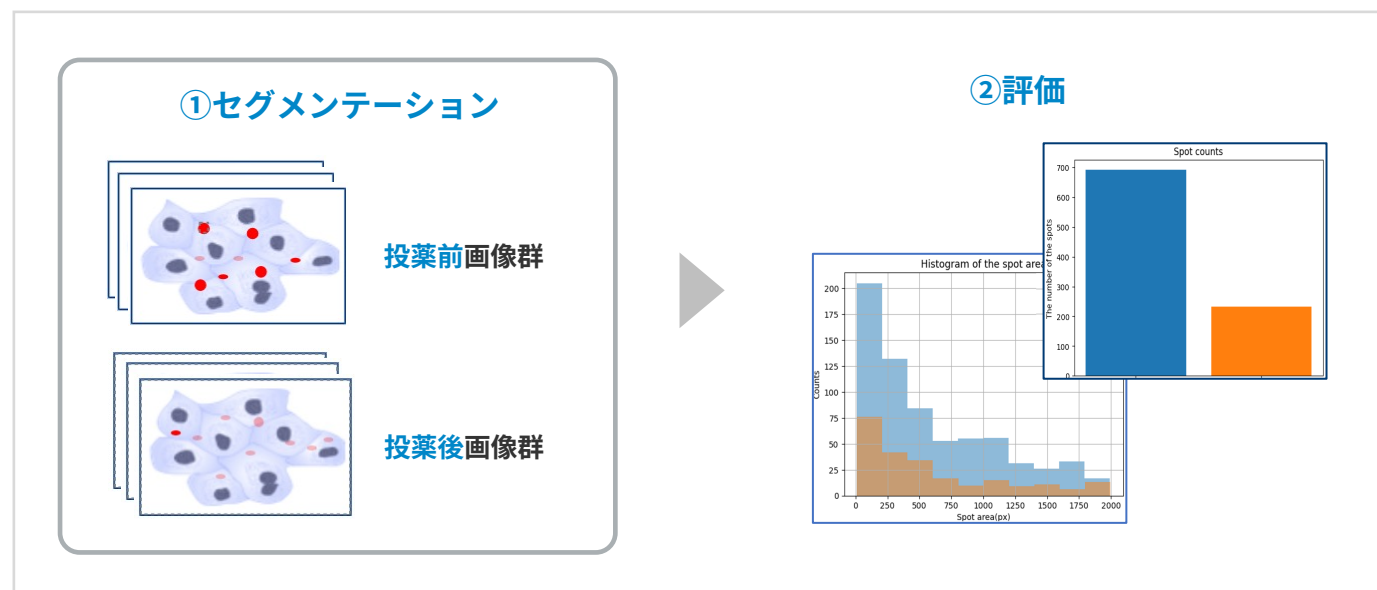 ①セグメンテーション
投薬前画像群
投薬後画像群
②評価
Spot counts
The number of the spots
700
600
500
400
300
200
100
0
Histogram of the spot area
Counts
200
175
150
125
100
75
50
25
0
0 250 500 750 1000 1250 1500 1750 2000
Spot area(px)